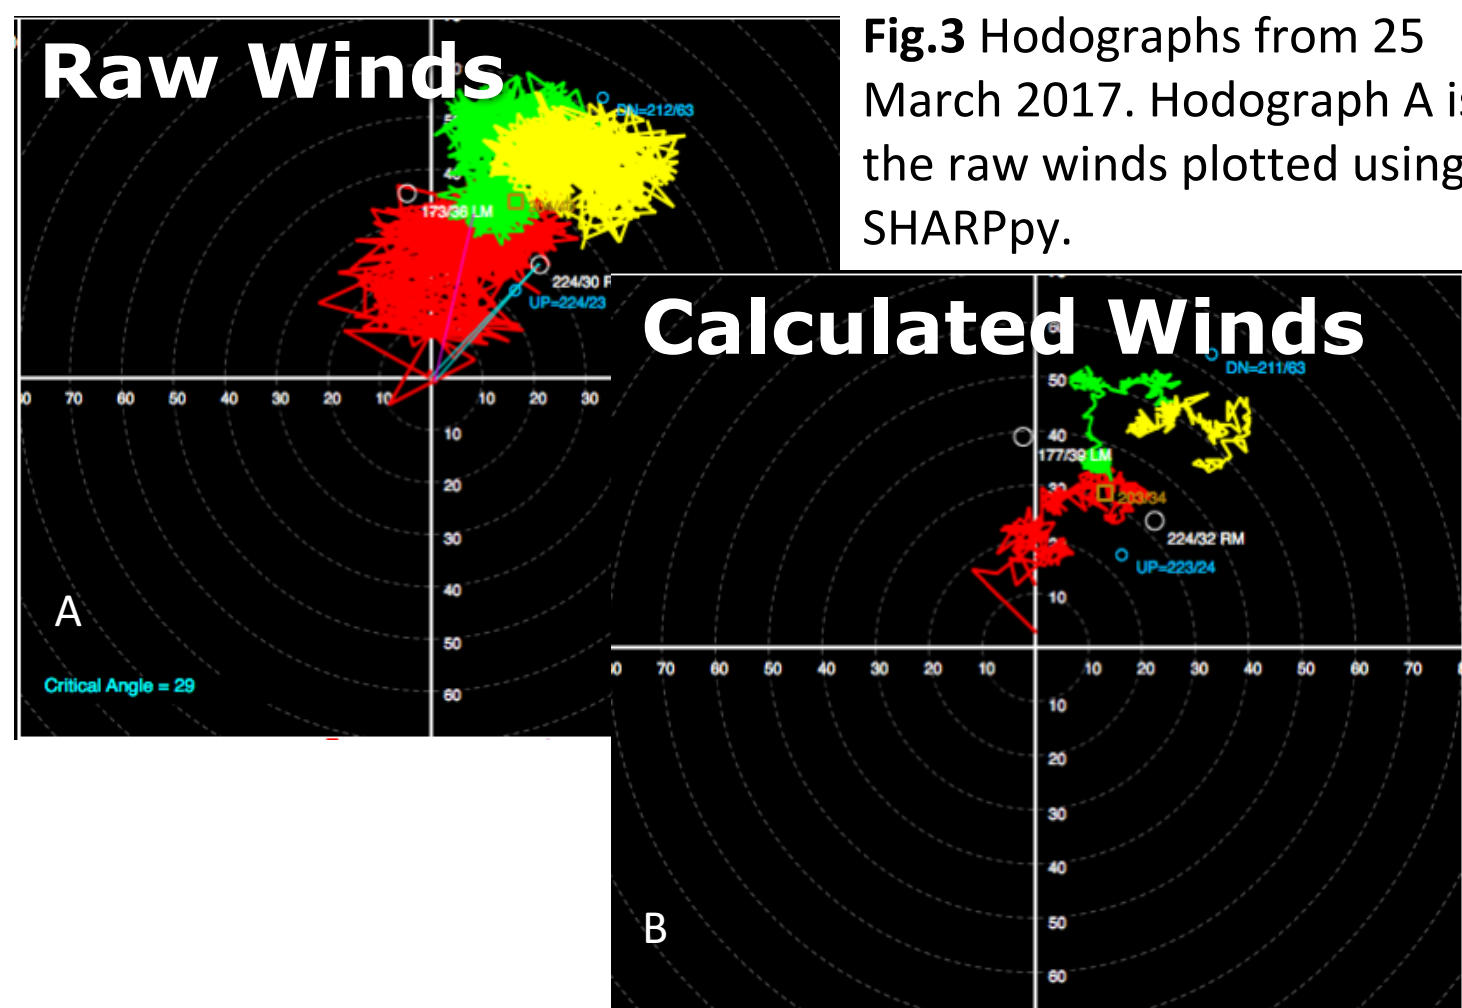 Raw Winds
Fig.3 Hodographs from 25
March 2017. Hodograph A is
the raw winds plotted using
SHARPpy.
DN=212/63
173/36 LM
224/30 R
UP=224/23
40
70 60 50 40 30 20 10 10 20 30
10
20
30
40
50
60
A
Critical Angle = 29
Calculated Winds
DN=211/63
50
40
177/39 LM
30
203/34
224/32 RM
UP=223/24
10
70 60 50 40 30 20 10 10 20 30 40 50 60 70
10
20
30
40
50
60
B